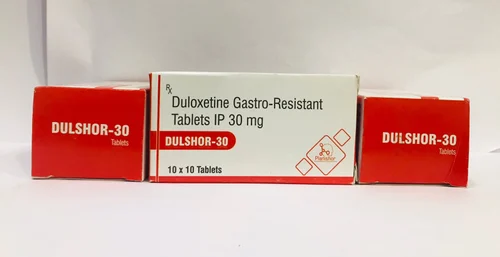 DULSHOR-30
Tablets
Rx
Duloxetine Gastro-Resistant
Tablets IP 30 mg
DULSHOR-30
10 x 10 Tablets
DULSHOR-30
Tablets